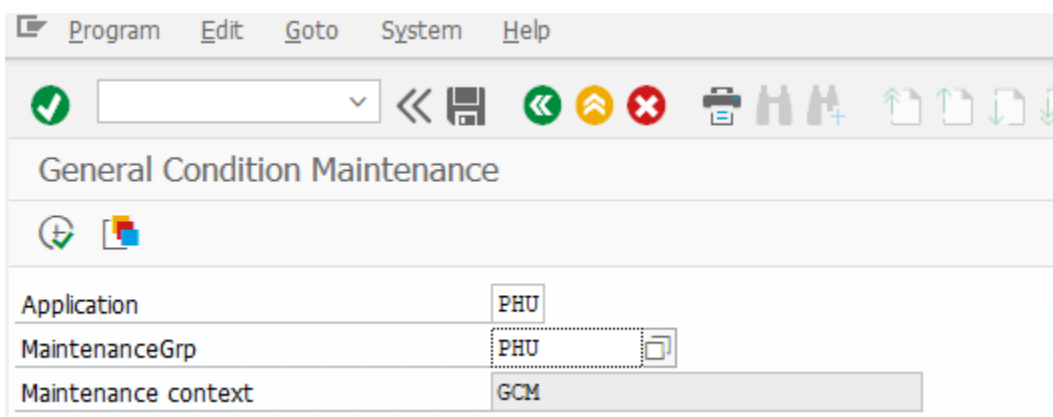 Program Edit Goto System Help
General Condition Maintenance
Application PHU
MaintenanceGrp PHU
Maintenance context GCM